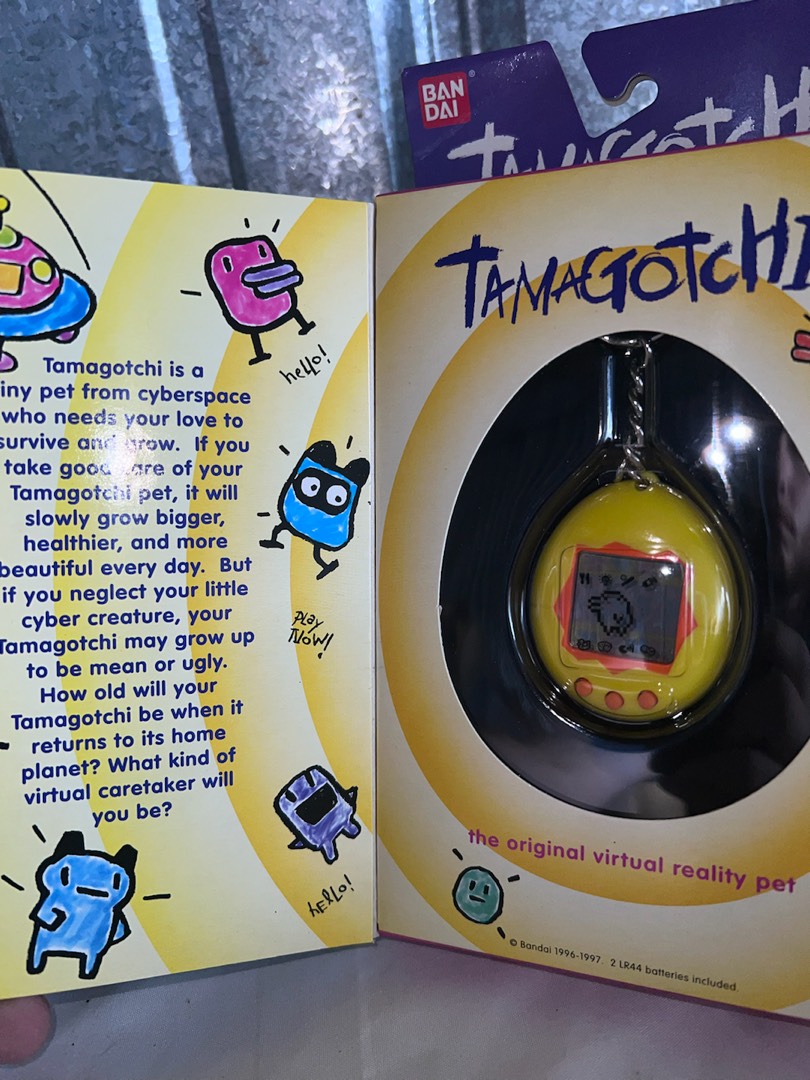 BAN
DAI
TAMAGOTCH
TAMAGOTCHI
hello!
Tamagotchi is a
iny pet from cyberspace
who needs your love to
survive and grow. If you
take good care of your
Tamagotchi pet, it will
slowly grow bigger,
healthier, and more
beautiful every day. But
if you neglect your little
cyber creature, your
Tamagotchi may grow up
to be mean or ugly.
How old will your
Tamagotchi be when it
returns to its home
planet? What kind of
virtual caretaker will
you be?
Play
Now!
hello!
the original virtual reality pet
© Bandai 1996-1997. 2 LR44 batteries included.